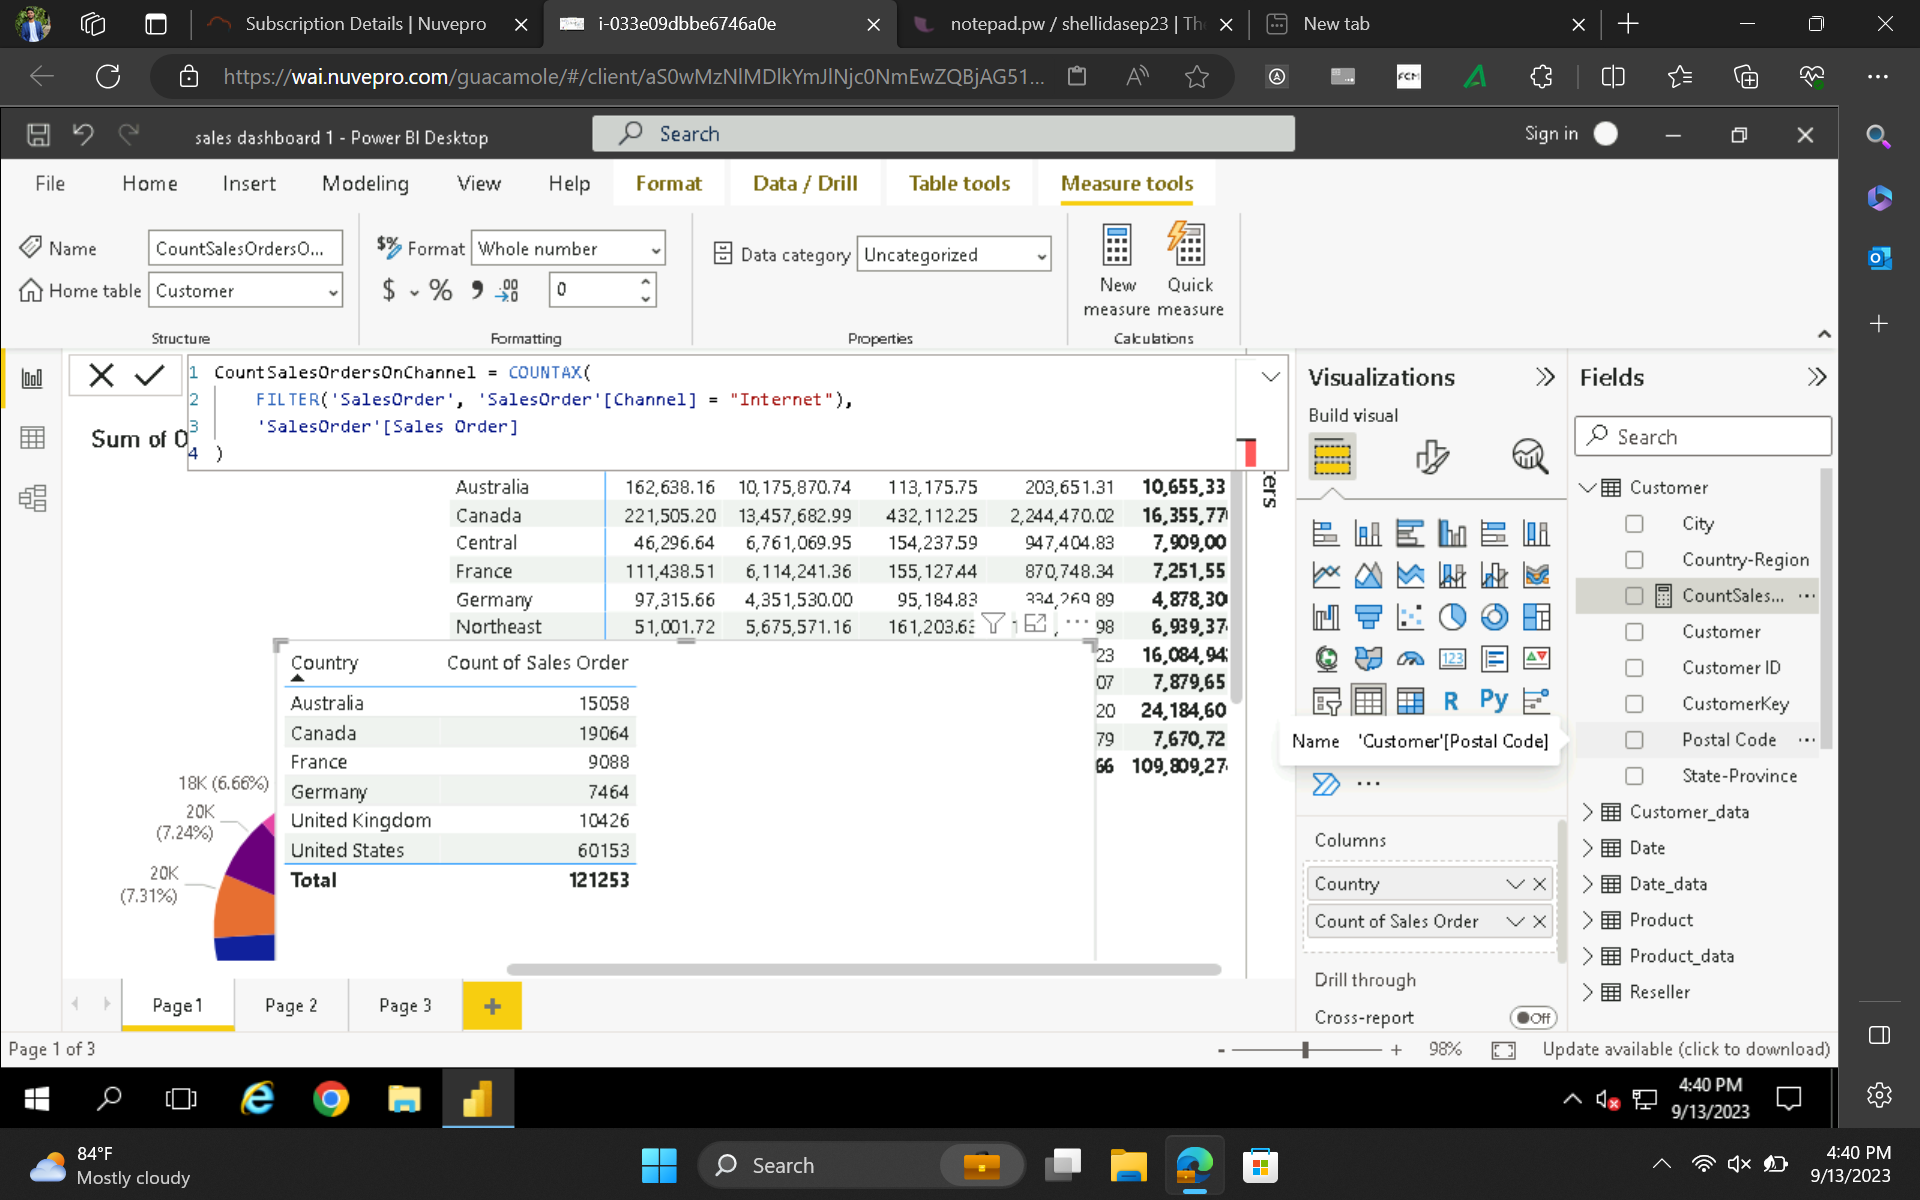 Subscription Details | Nuvepro
i-033e09dbbe6746a0e
notepad.pw / shellidasep23 | Th
New tab
https://wai.nuvepro.com/guacamole/#/client/aS0wMzNlMDlkYmJlNjc0NmEwZQBjAG51...
sales dashboard 1 - Power BI Desktop
Search
Sign in
File
Home
Insert
Modeling
View
Help
Format
Data / Drill
Table tools
Measure tools
Name
CountSalesOrdersO...
Home table
Customer
Structure
$% Format
Whole number
$ % 9 .00
0
Formatting
Data category
Uncategorized
Properties
New measure
Quick measure
Calculations
1 CountSalesOrdersOnChannel = COUNTAX(
2 FILTER('SalesOrder', 'SalesOrder'[Channel] = "Internet"),
3 'SalesOrder'[Sales Order]
4 )
Sum of O
Australia 162,638.16 10,175,870.74 113,175.75 203,651.31 10,655,33
Canada 221,505.20 13,457,682.99 432,112.25 2,244,470.02 16,355,77
Central 46,296.64 6,761,069.95 154,237.59 947,404.83 7,909,00
France 111,438.51 6,114,241.36 155,127.44 870,748.34 7,251,55
Germany 97,315.66 4,351,530.00 95,184.83 334,269.89 4,878,30
Northeast 51,001.72 5,675,571.16 161,203.63 1 98 6,939,37
23 16,084,94
07 7,879,65
20 24,184,60
79 7,670,72
66 109,809,27
ters
Country Count of Sales Order
Australia 15058
Canada 19064
France 9088
Germany 7464
United Kingdom 10426
United States 60153
Total 121253
18K (6.66%)
20K
(7.24%)
20K
(7.31%)
Visualizations
Build visual
123
R Py
Name 'Customer'[Postal Code]
...
Columns
Country
Count of Sales Order
Drill through
Cross-report
Off
Fields
Search
Customer
City
Country-Region
CountSales...
Customer
Customer ID
CustomerKey
Postal Code
State-Province
Customer_data
Date
Date_data
Product
Product_data
Reseller
Page 1
Page 2
Page 3
+
Page 1 of 3
- + 98%
Update available (click to download)
4:40 PM
9/13/2023
84°F
Mostly cloudy
Search
4:40 PM
9/13/2023